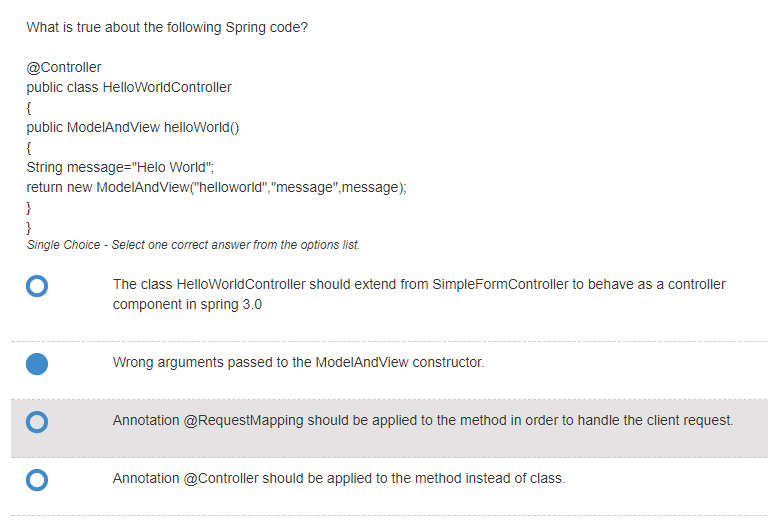 What is true about the following Spring code?
@Controller
public class HelloWorldController
{
public ModelAndView helloWorld()
{
String message="Helo World";
return new ModelAndView("helloworld","message",message);
}
}
Single Choice - Select one correct answer from the options list.
The class HelloWorldController should extend from SimpleFormController to behave as a controller
component in spring 3.0
Wrong arguments passed to the ModelAndView constructor.
Annotation @RequestMapping should be applied to the method in order to handle the client request.
Annotation @Controller should be applied to the method instead of class.